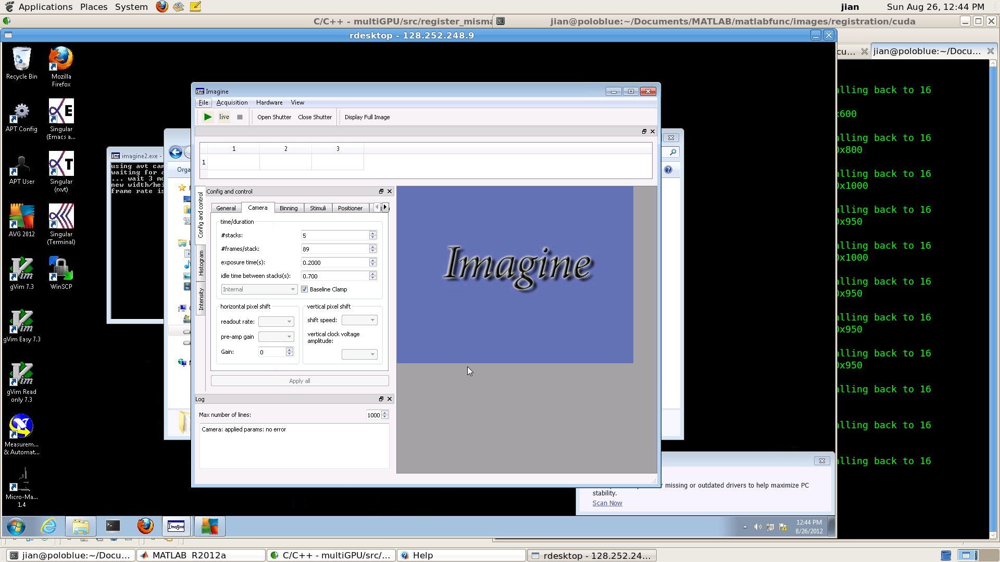 Applications Places System
jian
Sun Aug 26, 12:44 PM
C/C++ - multiGPU/src/register_misma
jian@poloblue:~/Documents/MATLAB/matlabfunc/images/registration/cuda
rdesktop - 128.252.248.9
cu...
jian@poloblue:~/Docu...
Recycle Bin
Mozilla
Firefox
APT Config
Singular
(Emacs a...
APT User
Singular
(rxvt)
AVG 2012
Singular
(Terminal)
gVim 7.3
WinSCP
gVim Easy 7.3
gVim Read
only 7.3
Measurem...
& Automat...
Micro-Ma...
1.4
imagine2.exe -
using avt cam
waiting for a
... wait 3 mo
new width/hei
frame rate is
Orga
Imagine
File Acquisition Hardware View
live
Open Shutter Close Shutter
Display Full Image
1 2 3
1
Config and control
Histogram
Intensity
Config and control
General Camera Binning Stimuli Positioner
time/duration
#stacks: 5
#frames/stack: 89
exposure time(s): 0.2000
idle time between stacks(s): 0.700
Internal
Baseline Clamp
horizontal pixel shift
readout rate:
pre-amp gain
Gain: 0
vertical pixel shift
shift speed:
vertical clock voltage
amplitude:
Apply all
Log
Max number of lines: 1000
Camera: applied params: no error
Imagine
missing or outdated drivers to help maximize PC
stability.
Scan Now
alling back to 16
x600
alling back to 16
0x800
alling back to 16
0x1000
alling back to 16
0x950
alling back to 16
0x1000
alling back to 16
0x950
alling back to 16
0x950
alling back to 16
0x950
alling back to 16
alling back to 16
alling back to 16
Imagine
12:44 PM
8/26/2012
jian@poloblue:~/Docu...
MATLAB R2012a
C/C++ - multiGPU/src/...
Help
rdesktop - 128.252.24...